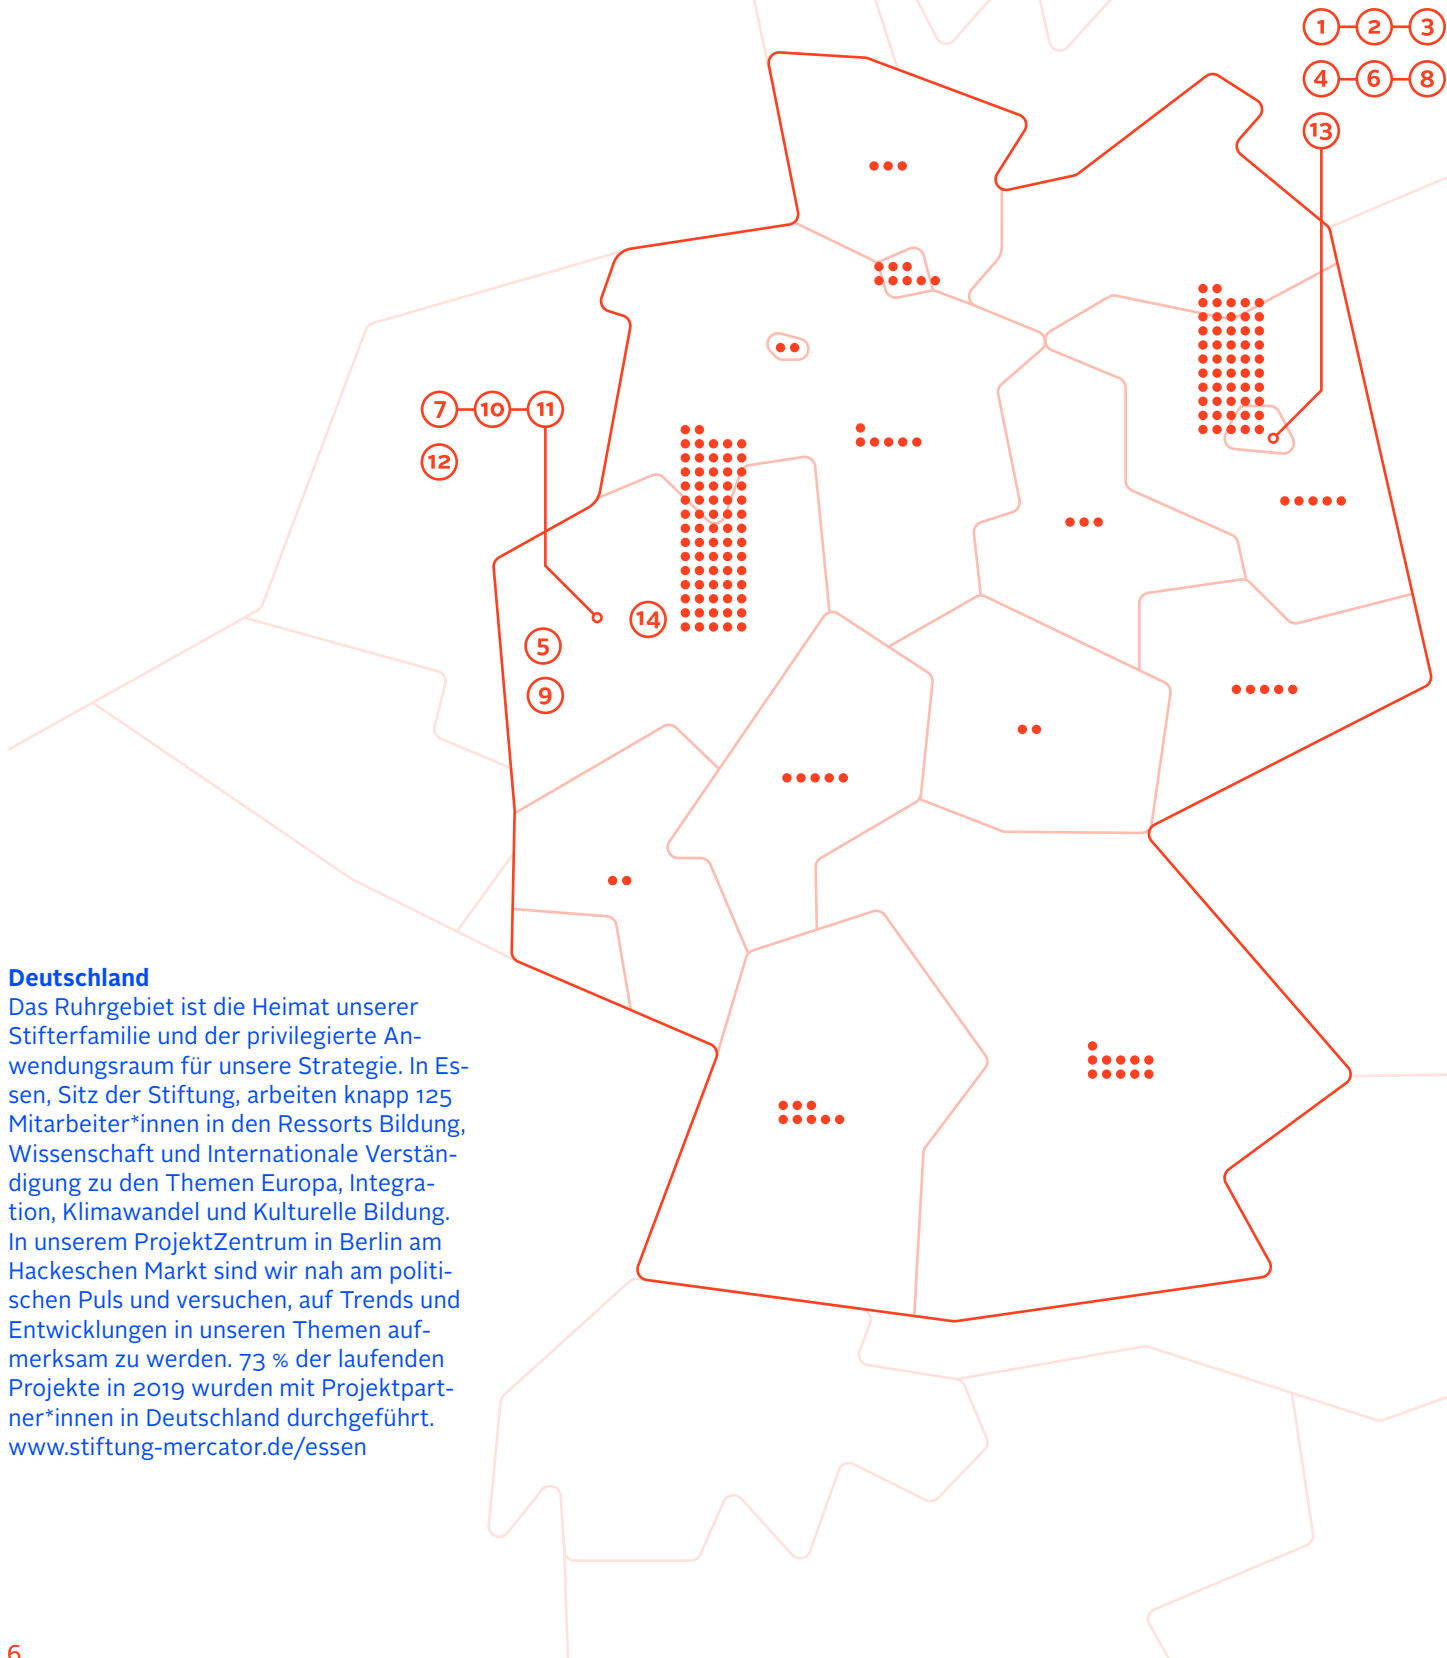 1 2 3
4 6 8
13
7 10 11
12
14
5
9
Deutschland
Das Ruhrgebiet ist die Heimat unserer
Stifterfamilie und der privilegierte An-
wendungsraum für unsere Strategie. In Es-
sen, Sitz der Stiftung, arbeiten knapp 125
Mitarbeiter*innen in den Ressorts Bildung,
Wissenschaft und Internationale Verstän-
digung zu den Themen Europa, Integra-
tion, Klimawandel und Kulturelle Bildung.
In unserem ProjektZentrum in Berlin am
Hackeschen Markt sind wir nah am politi-
schen Puls und versuchen, auf Trends und
Entwicklungen in unseren Themen auf-
merksam zu werden. 73 % der laufenden
Projekte in 2019 wurden mit Projektpart-
ner*innen in Deutschland durchgeführt.
www.stiftung-mercator.de/essen
6